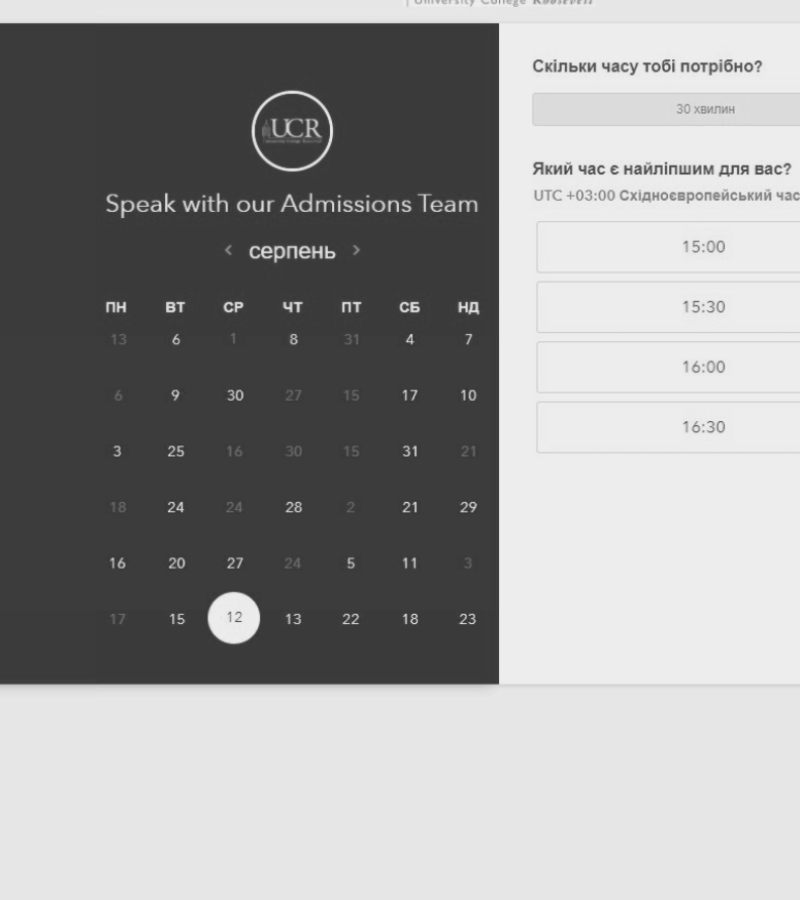 | University College Roosevelt
UCR
Speak with our Admissions Team
‹ серпень ›
ПН ВТ СР ЧТ ПТ СБ НД
13 6 1 8 31 4 7
6 9 30 27 15 17 10
3 25 16 30 15 31 21
18 24 24 28 2 21 29
16 20 27 24 5 11 3
17 15 12 13 22 18 23
Скільки часу тобі потрібно?
30 хвилин
Який час є найліпшим для вас?
UTC +03:00 Східноєвропейський час
15:00
15:30
16:00
16:30